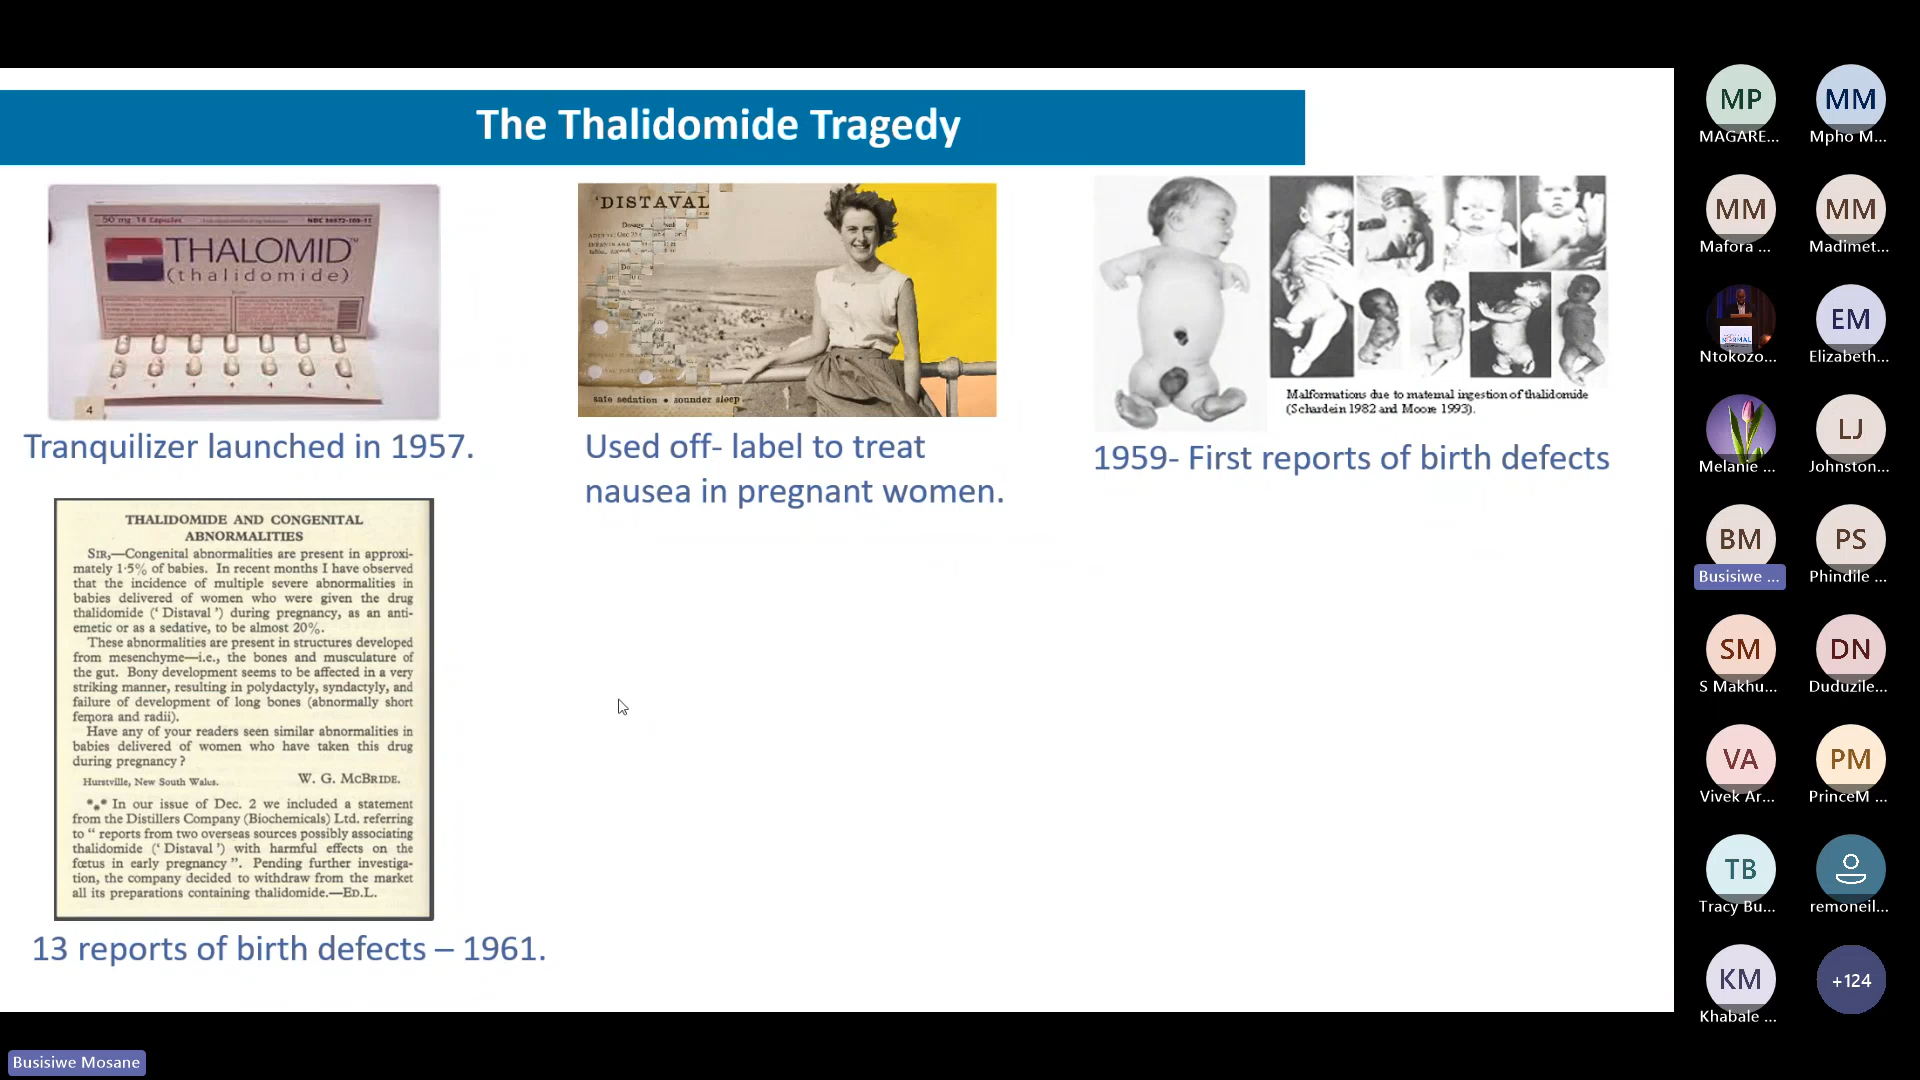 The Thalidomide Tragedy
50 mg 14 Capsules
THALOMID™
(thalidomide)
4
Tranquilizer launched in 1957.
'DISTAVAL
Dosage
safe sedation • sounder sleep
Used off- label to treat
nausea in pregnant women.
Malformations due to maternal ingestion of thalidomide
(Schardein 1982 and Moore 1993).
1959- First reports of birth defects
THALIDOMIDE AND CONGENITAL
ABNORMALITIES
SIR,—Congenital abnormalities are present in approxi-
mately 1·5% of babies. In recent months I have observed
that the incidence of multiple severe abnormalities in
babies delivered of women who were given the drug
thalidomide (‘ Distaval ’) during pregnancy, as an anti-
emetic or as a sedative, to be almost 20%.
These abnormalities are present in structures developed
from mesenchyme—i.e., the bones and musculature of
the gut. Bony development seems to be affected in a very
striking manner, resulting in polydactyly, syndactyly, and
failure of development of long bones (abnormally short
femora and radii).
Have any of your readers seen similar abnormalities in
babies delivered of women who have taken this drug
during pregnancy ?
Hurstville, New South Wales. W. G. McBRIDE.
*** In our issue of Dec. 2 we included a statement
from the Distillers Company (Biochemicals) Ltd. referring
to “ reports from two overseas sources possibly associating
thalidomide (‘ Distaval ’) with harmful effects on the
fœtus in early pregnancy ”. Pending further investiga-
tion, the company decided to withdraw from the market
all its preparations containing thalidomide.—ED.L.
13 reports of birth defects – 1961.
MP
MAGARE...
MM
Mpho M...
MM
Mafora ...
MM
Madimet...
Ntokozo...
EM
Elizabeth...
Melanie ...
LJ
Johnston...
BM
Busisiwe ...
PS
Phindile ...
SM
S Makhu...
DN
Duduzile...
VA
Vivek Ar...
PM
PrinceM ...
TB
Tracy Bu...
remoneil...
KM
Khabale ...
+124
Busisiwe Mosane